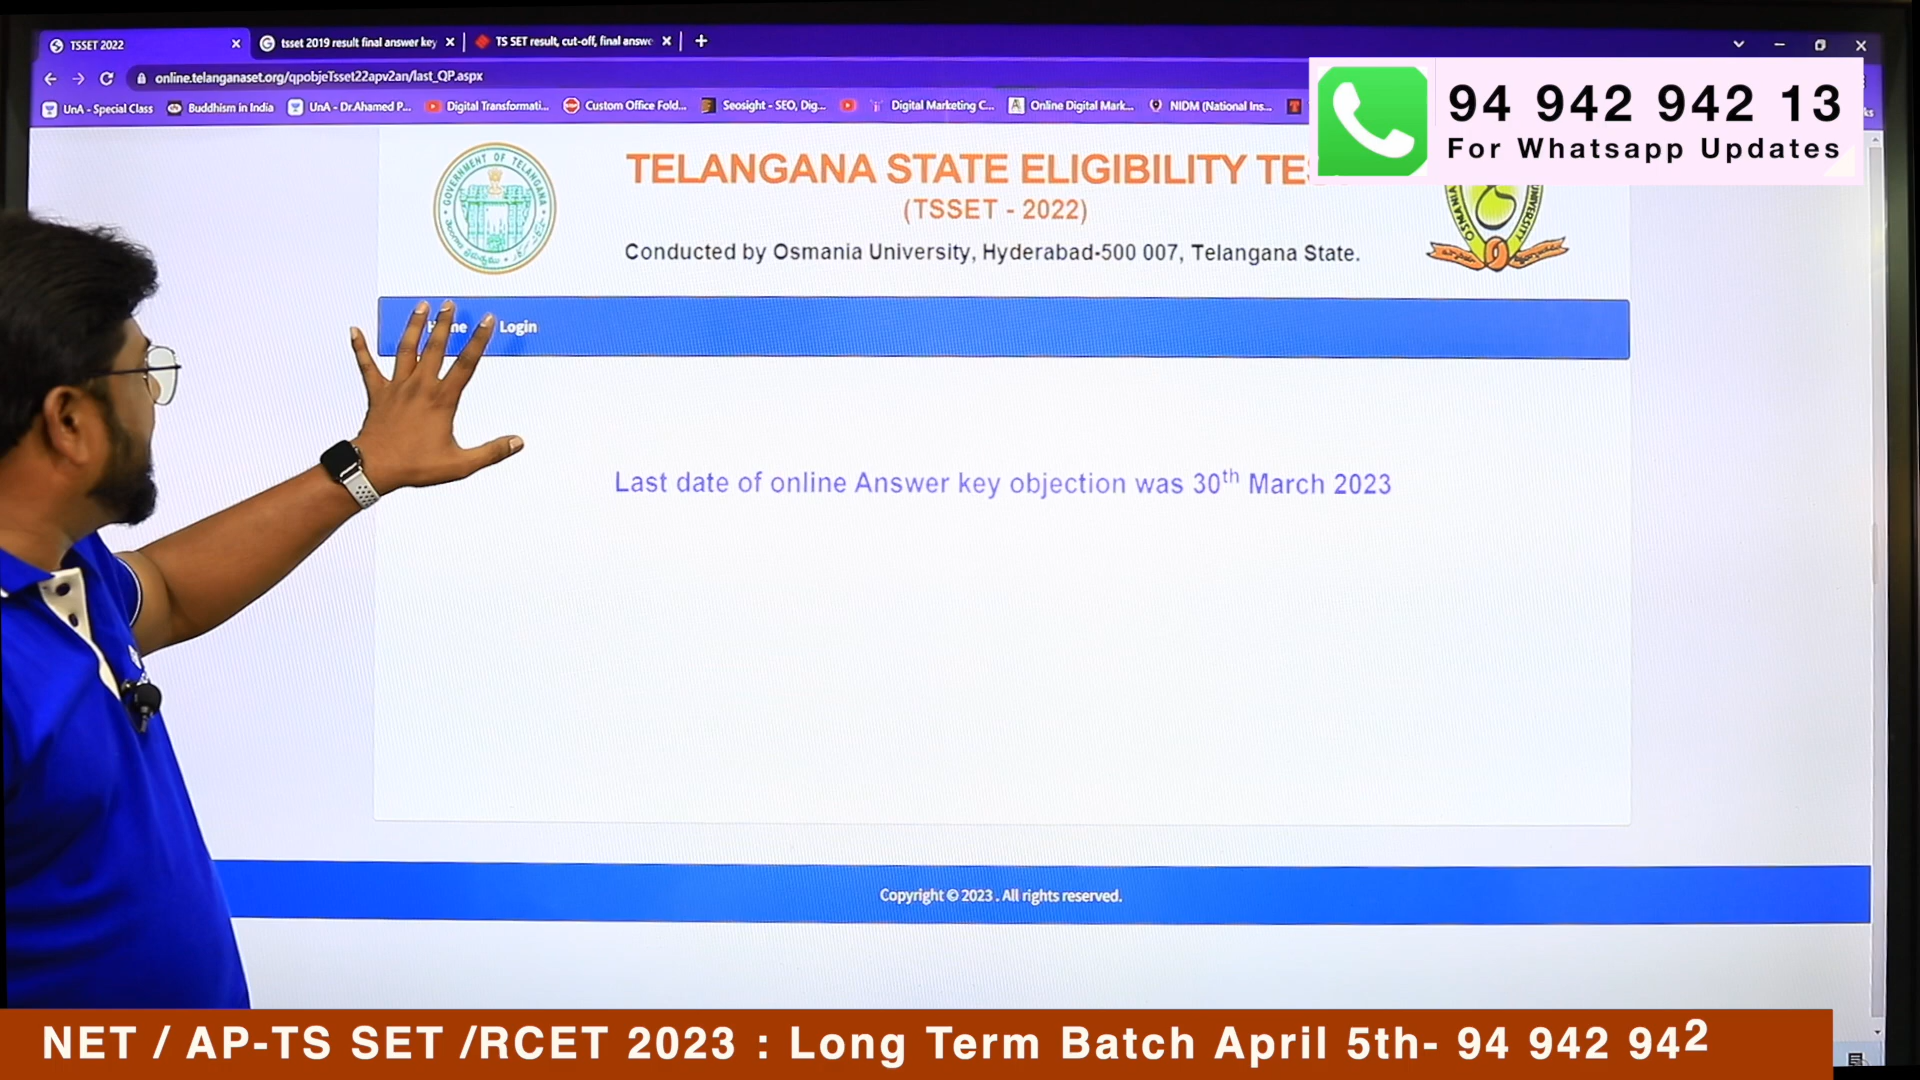 TSSET 2022
tsset 2019 result final answer key
TS SET result, cut-off, final answe
online.telanganaset.org/qpobjeTsset22apv2an/last_QP.aspx
UnA - Special Class
Buddhism in India
UnA - Dr.Ahamed P...
Digital Transformati...
Custom Office Fold...
Seosight - SEO, Dig...
Digital Marketing C...
Online Digital Mark...
NIDM (National Ins...
94 942 942 13
For Whatsapp Updates
GOVERNMENT OF TELANGANA
TELANGANA STATE ELIGIBILITY TES
(TSSET - 2022)
Conducted by Osmania University, Hyderabad-500 007, Telangana State.
Login
Last date of online Answer key objection was 30th March 2023
Copyright © 2023 . All rights reserved.
NET / AP-TS SET /RCET 2023 : Long Term Batch April 5th- 94 942 942